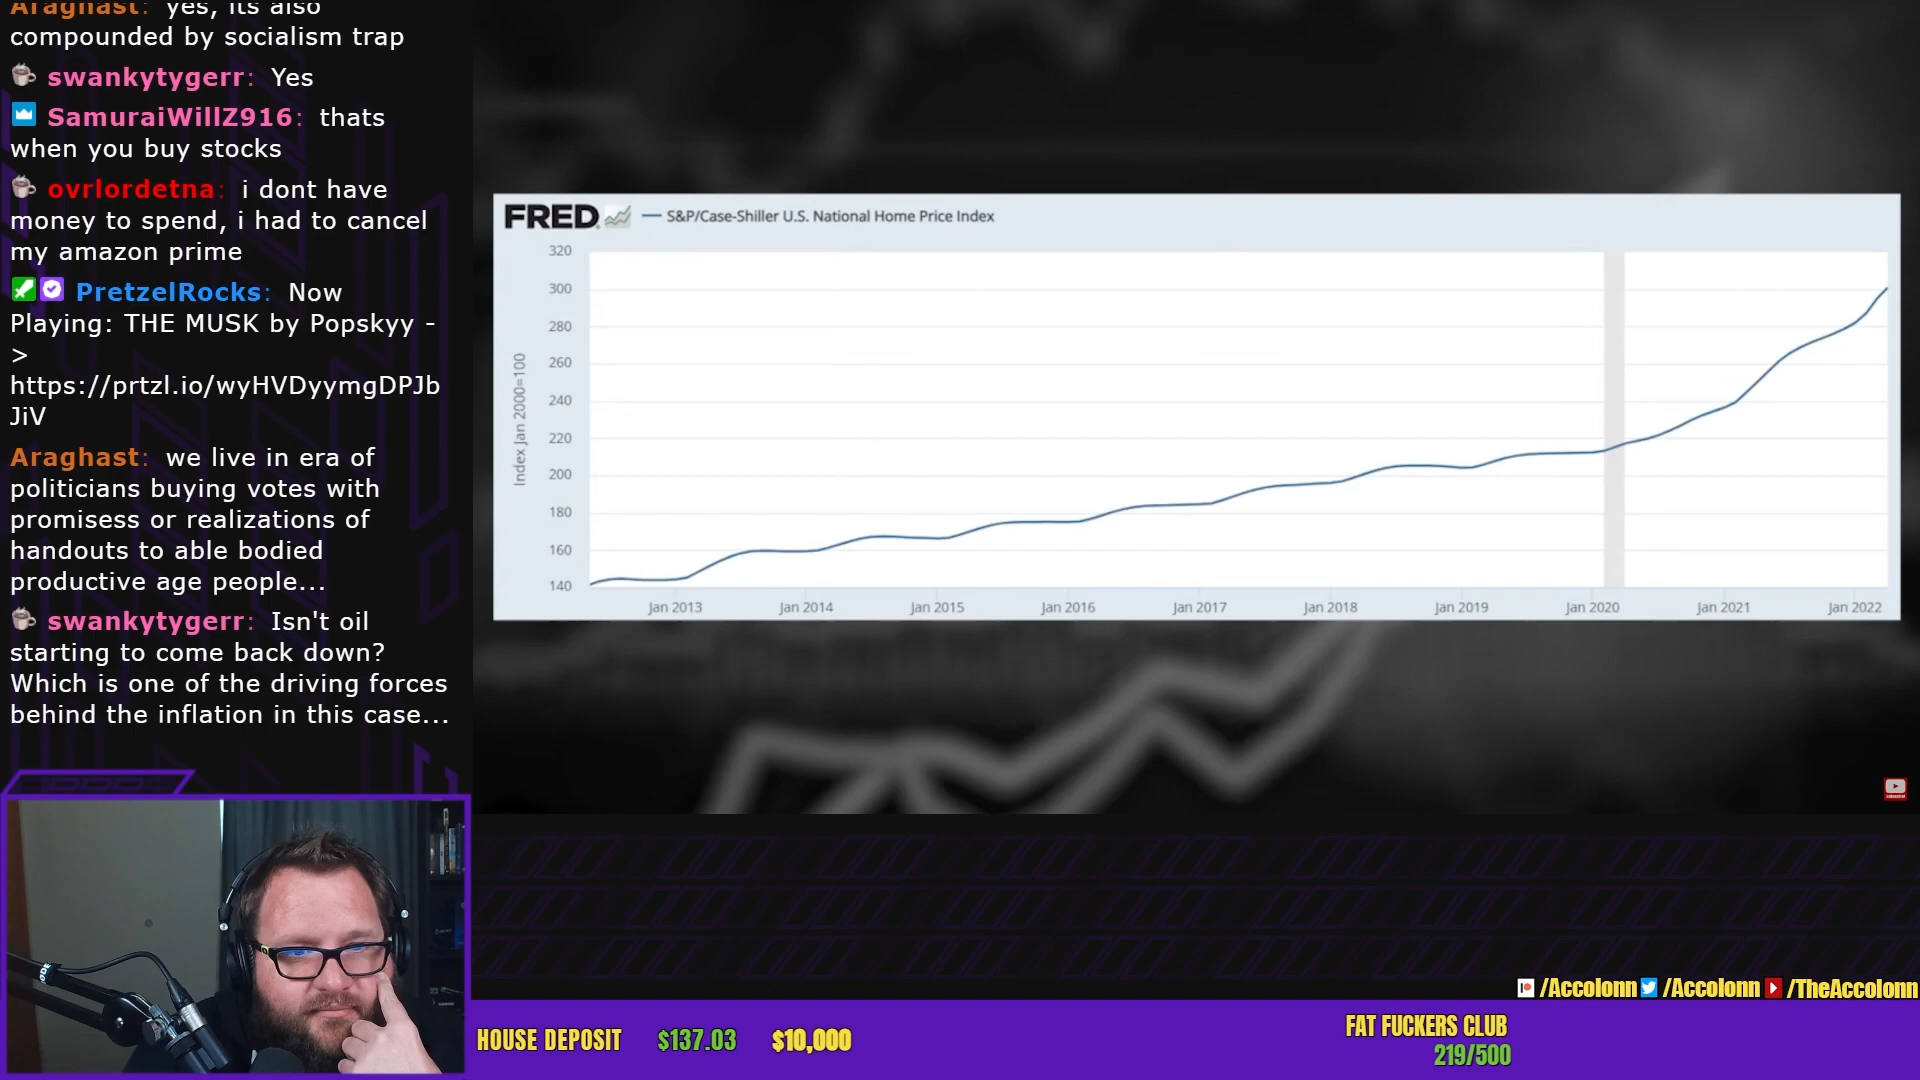 Araghast: yes, its also
compounded by socialism trap
swankytygerr: Yes
SamuraiWillZ916: thats
when you buy stocks
ovrlordetna: i dont have
money to spend, i had to cancel
my amazon prime
PretzelRocks: Now
Playing: THE MUSK by Popskyy -
>
https://prtzl.io/wyHVDyymgDPJb
JiV
Araghast: we live in era of
politicians buying votes with
promisess or realizations of
handouts to able bodied
productive age people...
swankytygerr: Isn't oil
starting to come back down?
Which is one of the driving forces
behind the inflation in this case...
FRED
S&P/Case-Shiller U.S. National Home Price Index
320
300
280
260
240
220
200
180
160
140
Index Jan 2000=100
Jan 2013
Jan 2014
Jan 2015
Jan 2016
Jan 2017
Jan 2018
Jan 2019
Jan 2020
Jan 2021
Jan 2022
/Accolonn /Accolonn /TheAccolonn
HOUSE DEPOSIT $137.03 $10,000
FAT FUCKERS CLUB
219/500